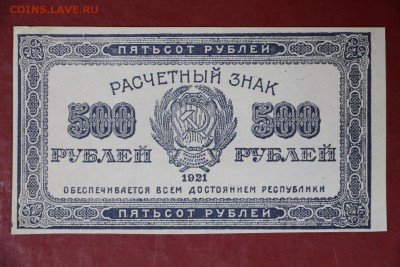 COINS.LAVE.RU
ПЯТЬСОТ РУБЛЕЙ
РАСЧЕТНЫЙ ЗНАК
500 500
РУБЛЕЙ РУБЛЕЙ
1921
ОБЕСПЕЧИВАЕТСЯ ВСЕМ ДОСТОЯНИЕМ РЕСПУБЛИКИ
ПЯТЬСОТ РУБЛЕЙ